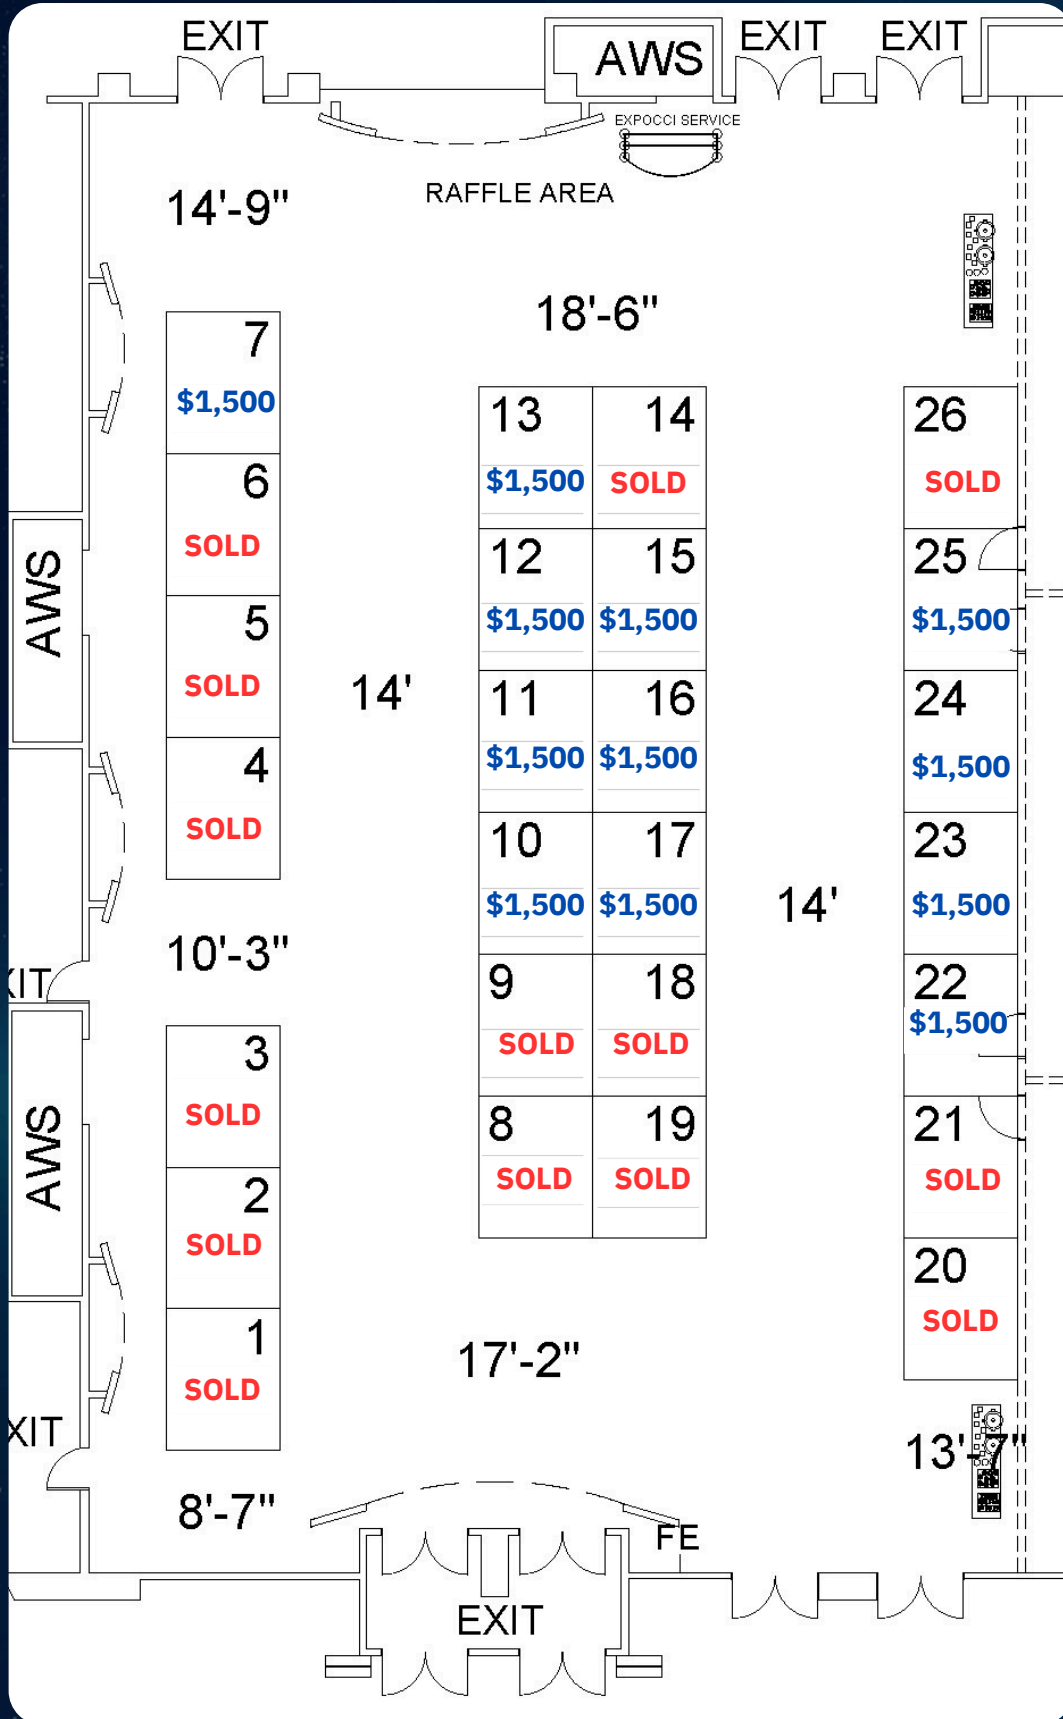 EXIT
AWS
EXIT
EXIT
EXPOCCI SERVICE
RAFFLE AREA
14'-9"
18'-6"
7
$1,500
6
SOLD
5
SOLD
4
SOLD
AWS
14'
13
$1,500
14
SOLD
12
$1,500
15
$1,500
11
$1,500
16
$1,500
10
$1,500
17
$1,500
9
SOLD
18
SOLD
8
SOLD
19
SOLD
14'
26
SOLD
25
$1,500
24
$1,500
23
$1,500
22
$1,500
21
SOLD
20
SOLD
10'-3"
XIT
AWS
3
SOLD
2
SOLD
1
SOLD
17'-2"
XIT
13'-7"
8'-7"
FE
EXIT